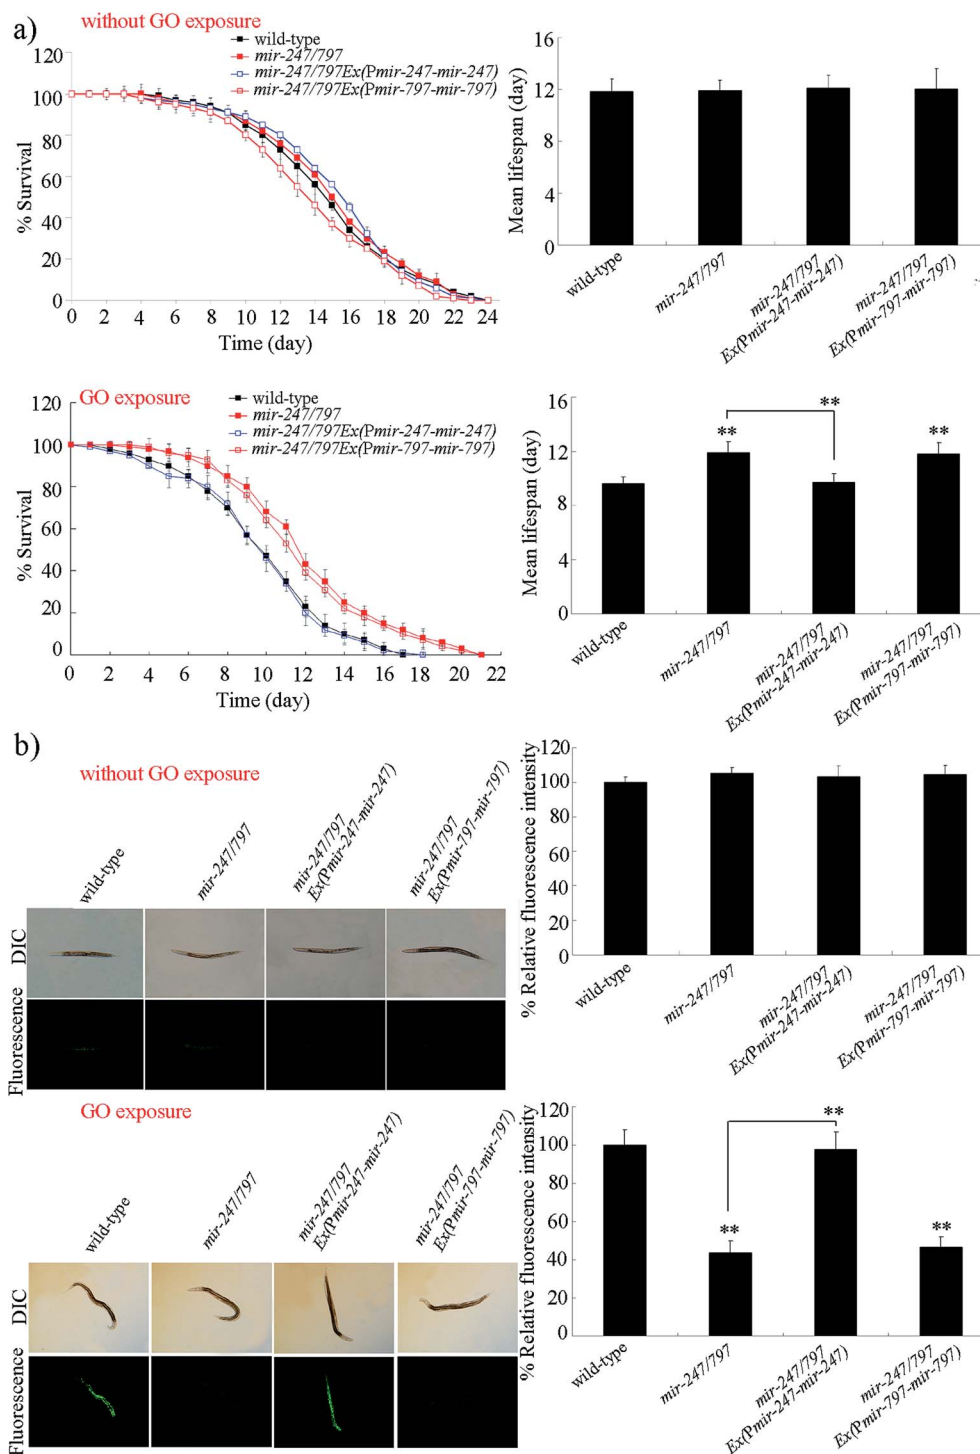 a)
without GO exposure
wild-type
mir-247/797
mir-247/797Ex(Pmir-247-mir-247)
mir-247/797Ex(Pmir-797-mir-797)
% Survival
120
100
80
60
40
20
0
0 2 4 6 8 10 12 14 16 18 20 22 24
Time (day)
Mean lifespan (day)
16
12
8
4
0
wild-type
mir-247/797
mir-247/797
Ex(Pmir-247-mir-247)
mir-247/797
Ex(Pmir-797-mir-797)
GO exposure
wild-type
mir-247/797
mir-247/797Ex(Pmir-247-mir-247)
mir-247/797Ex(Pmir-797-mir-797)
% Survival
120
100
80
60
40
20
0
0 2 4 6 8 10 12 14 16 18 20 22
Time (day)
Mean lifespan (day)
16
12
8
4
0
**
**
**
wild-type
mir-247/797
mir-247/797
Ex(Pmir-247-mir-247)
mir-247/797
Ex(Pmir-797-mir-797)
b)
without GO exposure
wild-type
mir-247/797
mir-247/797
Ex(Pmir-247-mir-247)
mir-247/797
Ex(Pmir-797-mir-797)
DIC
Fluorescence
% Relative fluorescence intensity
120
100
80
60
40
20
0
wild-type
mir-247/797
mir-247/797
Ex(Pmir-247-mir-247)
mir-247/797
Ex(Pmir-797-mir-797)
GO exposure
wild-type
mir-247/797
mir-247/797
Ex(Pmir-247-mir-247)
mir-247/797
Ex(Pmir-797-mir-797)
DIC
Fluorescence
% Relative fluorescence intensity
120
100
80
60
40
20
0
**
**
**
wild-type
mir-247/797
mir-247/797
Ex(Pmir-247-mir-247)
mir-247/797
Ex(Pmir-797-mir-797)